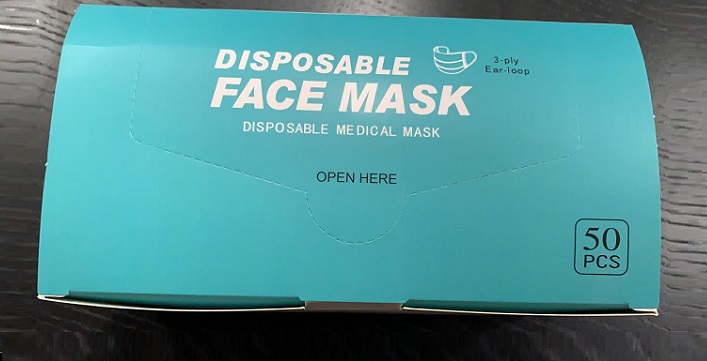 DISPOSABLE
3-ply
Ear-loop
FACE MASK
DISPOSABLE MEDICAL MASK
OPEN HERE
50
PCS